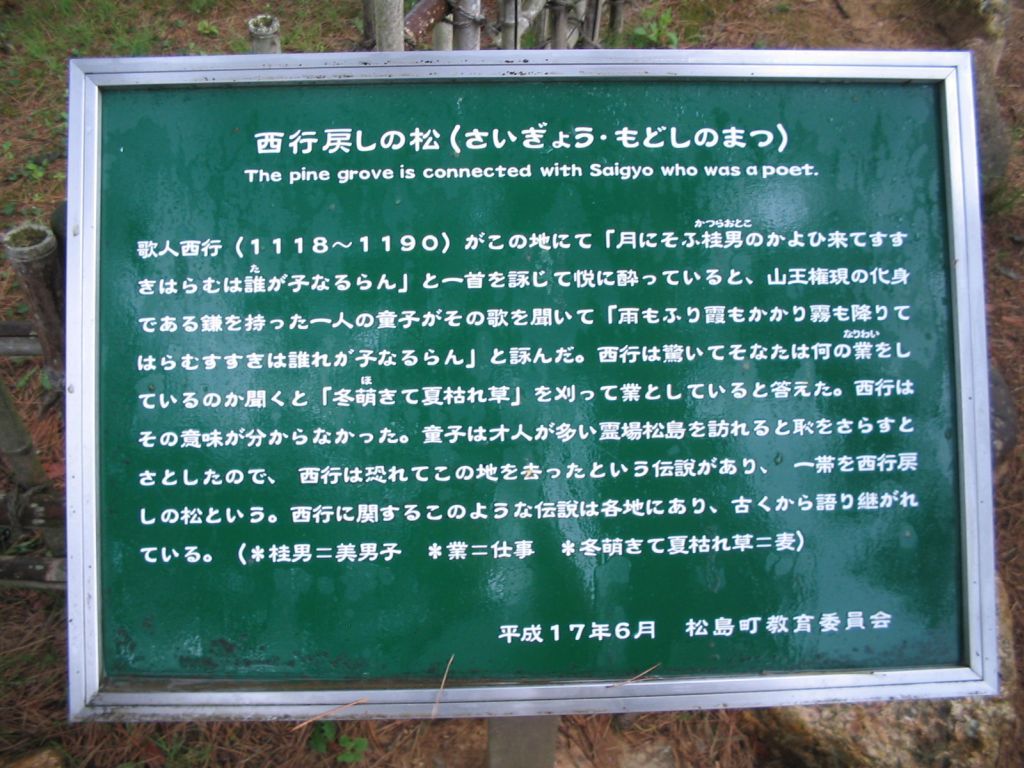 西行戻しの松(さいぎょう・もどしのまつ)
The pine grove is connected with Saigyo who was a poet.
かつらおとこ
歌人西行(1118~1190)がこの地にて「月にそふ桂男のかよひ来てすす
た
きはらむは誰が子なるらん」と一首を詠じて悦に酔っていると、山王権現の化身
である鎌を持った一人の童子がその歌を聞いて「雨もふり霞もかかり霧も降りて
なりわい
はらむすすきは誰れが子なるらん」と詠んだ。西行は驚いてそなたは何の業をし
ほ
ているのか聞くと「冬萌きて夏枯れ草」を刈って業としていると答えた。西行は
その意味が分からなかった。童子は才人が多い霊場松島を訪れると恥をさらすと
さとしたので、 西行は恐れてこの地を去ったという伝説があり、 一帯を西行戻
しの松という。西行に関するこのような伝説は各地にあり、古くから語り継がれ
ている。(*桂男=美男子 *業=仕事 *冬萌きて夏枯れ草=麦)
平成17年6月 松島町教育委員会